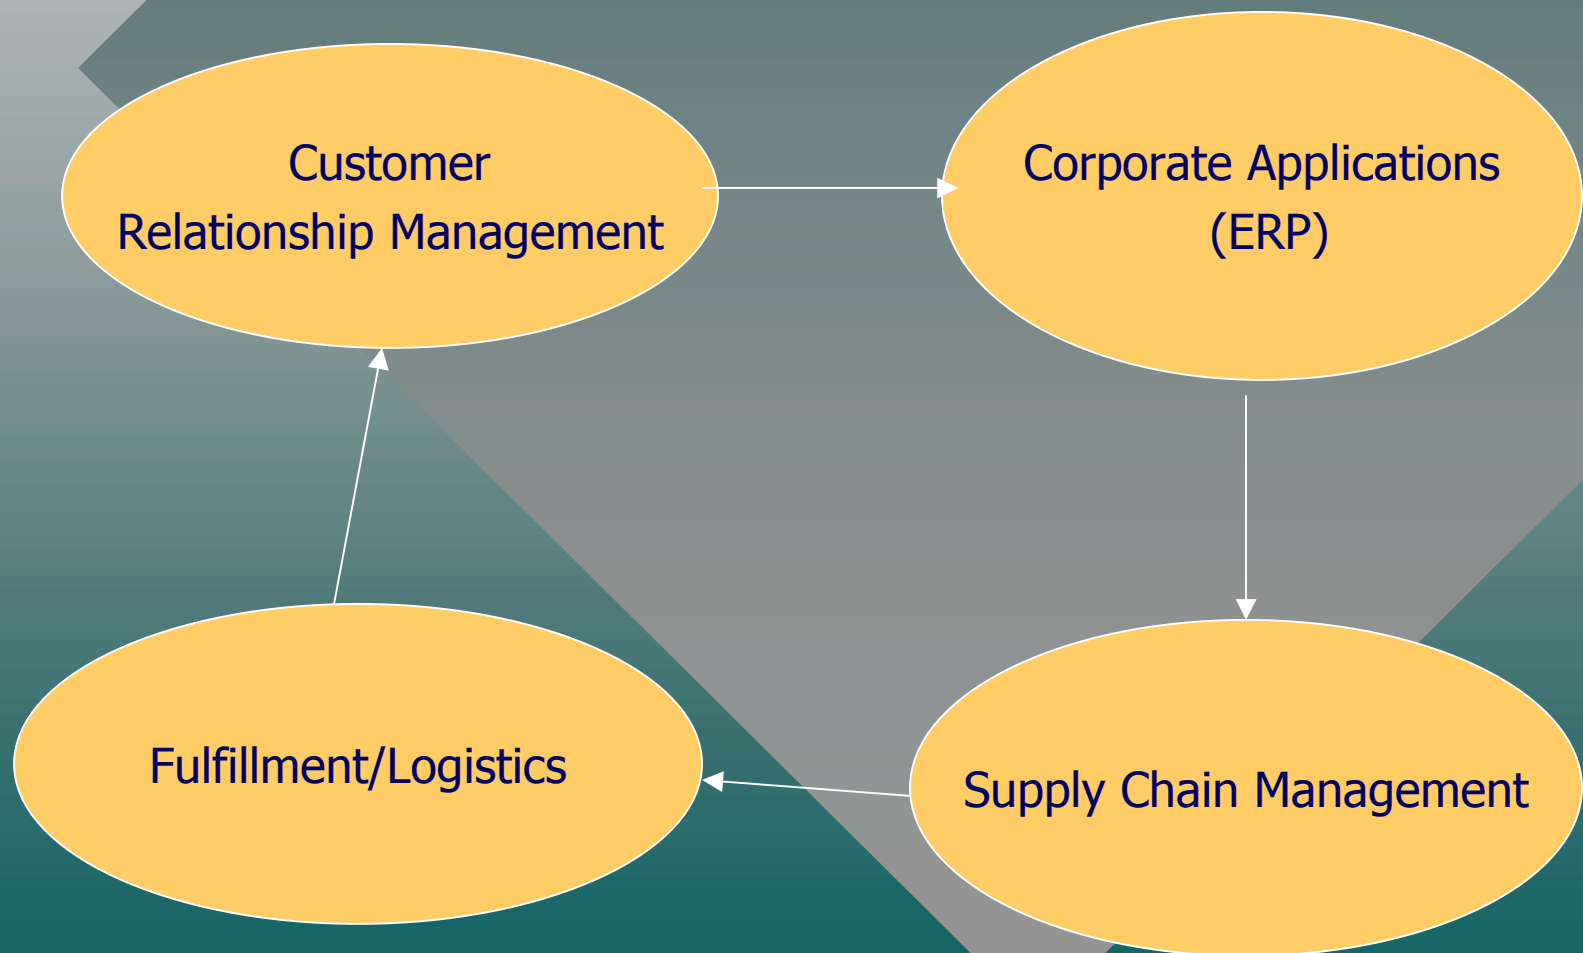 Customer
Relationship Management
Corporate Applications
(ERP)
Fulfillment/Logistics
Supply Chain Management